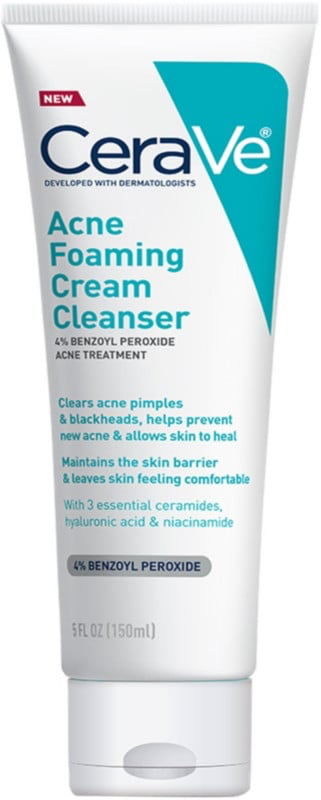 NEW
CeraVe®
DEVELOPED WITH DERMATOLOGISTS
Acne
Foaming
Cream
Cleanser
4% BENZOYL PEROXIDE
ACNE TREATMENT
Clears acne pimples
& blackheads, helps prevent
new acne & allows skin to heal
Maintains the skin barrier
& leaves skin feeling comfortable
With 3 essential ceramides,
hyaluronic acid & niacinamide
4% BENZOYL PEROXIDE
5 FL OZ (150ml)